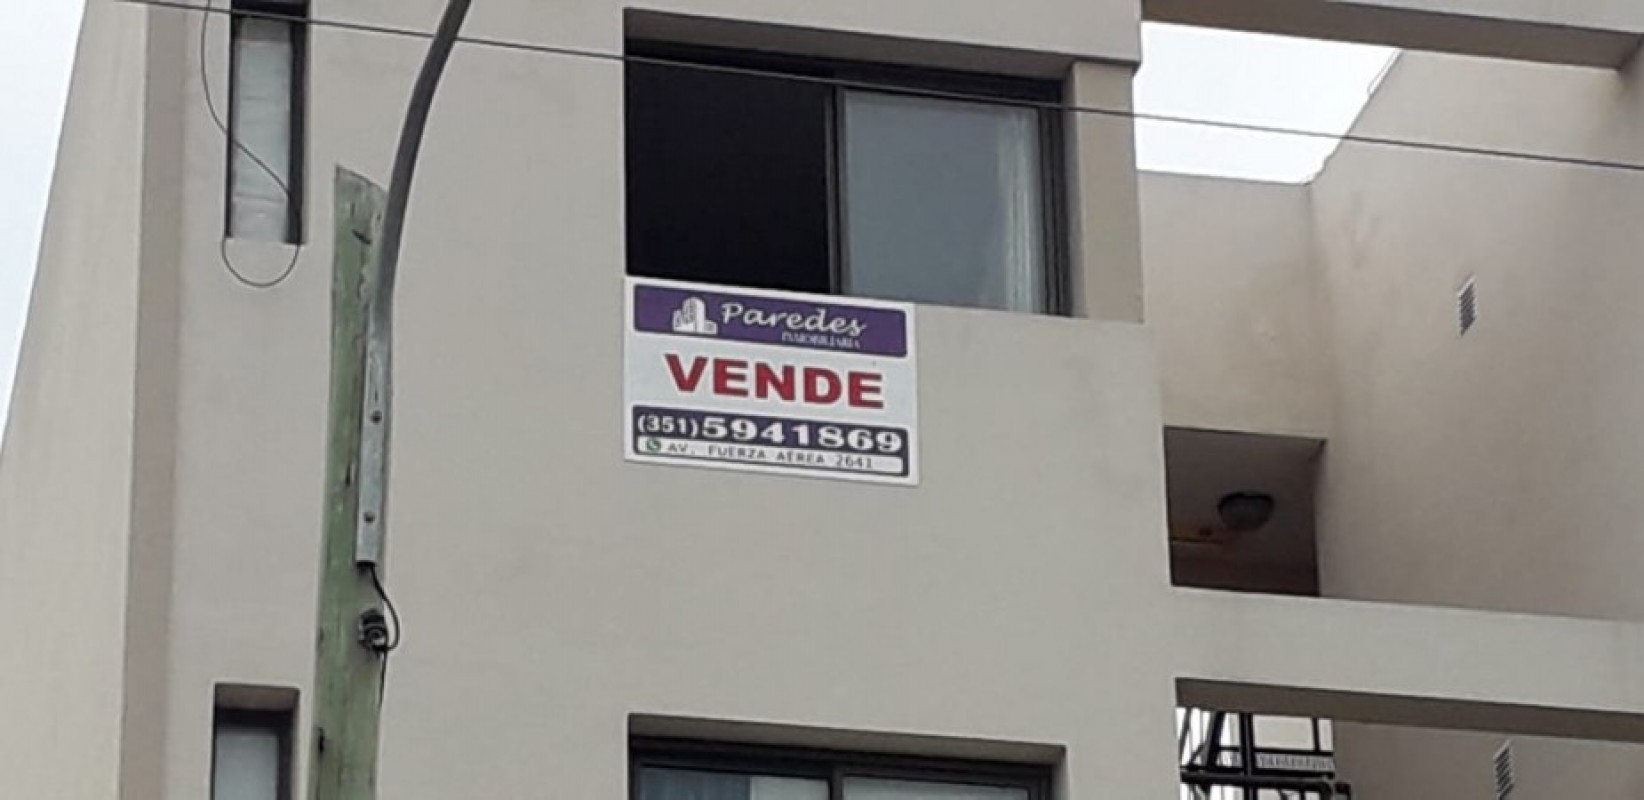 Paredes
INMOBILIARIA
VENDE
(351)5941869
AV. FUERZA AEREA 2641